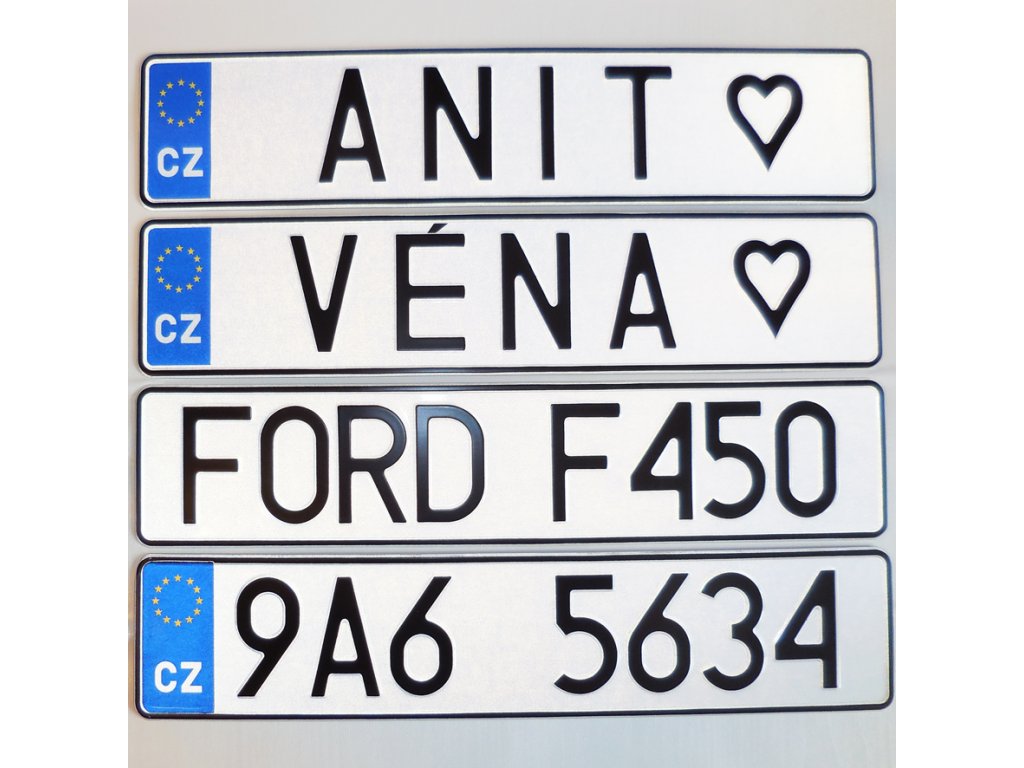 CZ ANIT ♡
CZ VÉNA ♡
FORD F450
CZ 9A6 5634